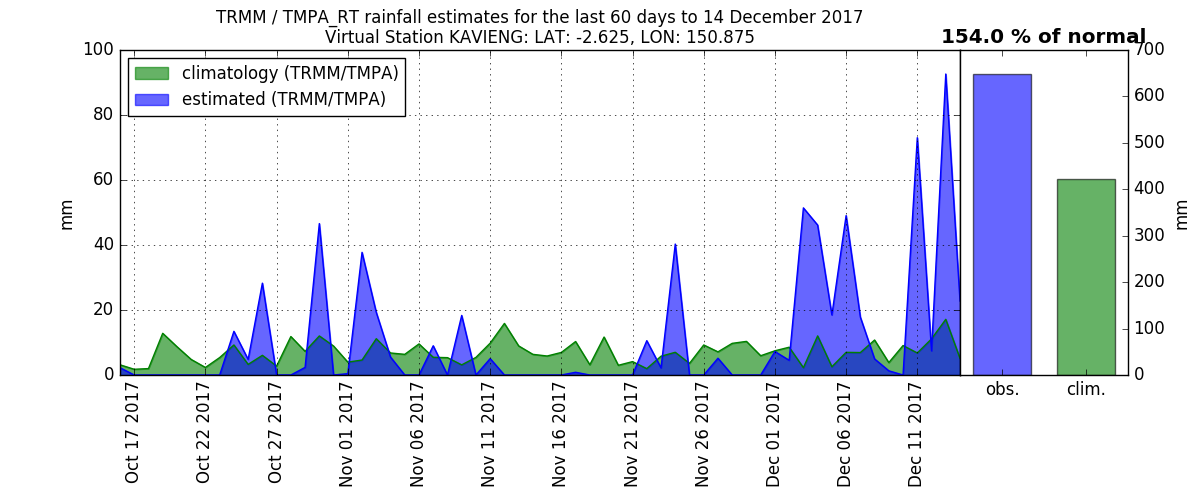 TRMM / TMPA_RT rainfall estimates for the last 60 days to 14 December 2017
Virtual Station KAVIENG: LAT: -2.625, LON: 150.875
154.0 % of normal
climatology (TRMM/TMPA)
estimated (TRMM/TMPA)
100
80
60
40
20
0
mm
700
600
500
400
300
200
100
0
mm
Oct 17 2017
Oct 22 2017
Oct 27 2017
Nov 01 2017
Nov 06 2017
Nov 11 2017
Nov 16 2017
Nov 21 2017
Nov 26 2017
Dec 01 2017
Dec 06 2017
Dec 11 2017
obs.
clim.